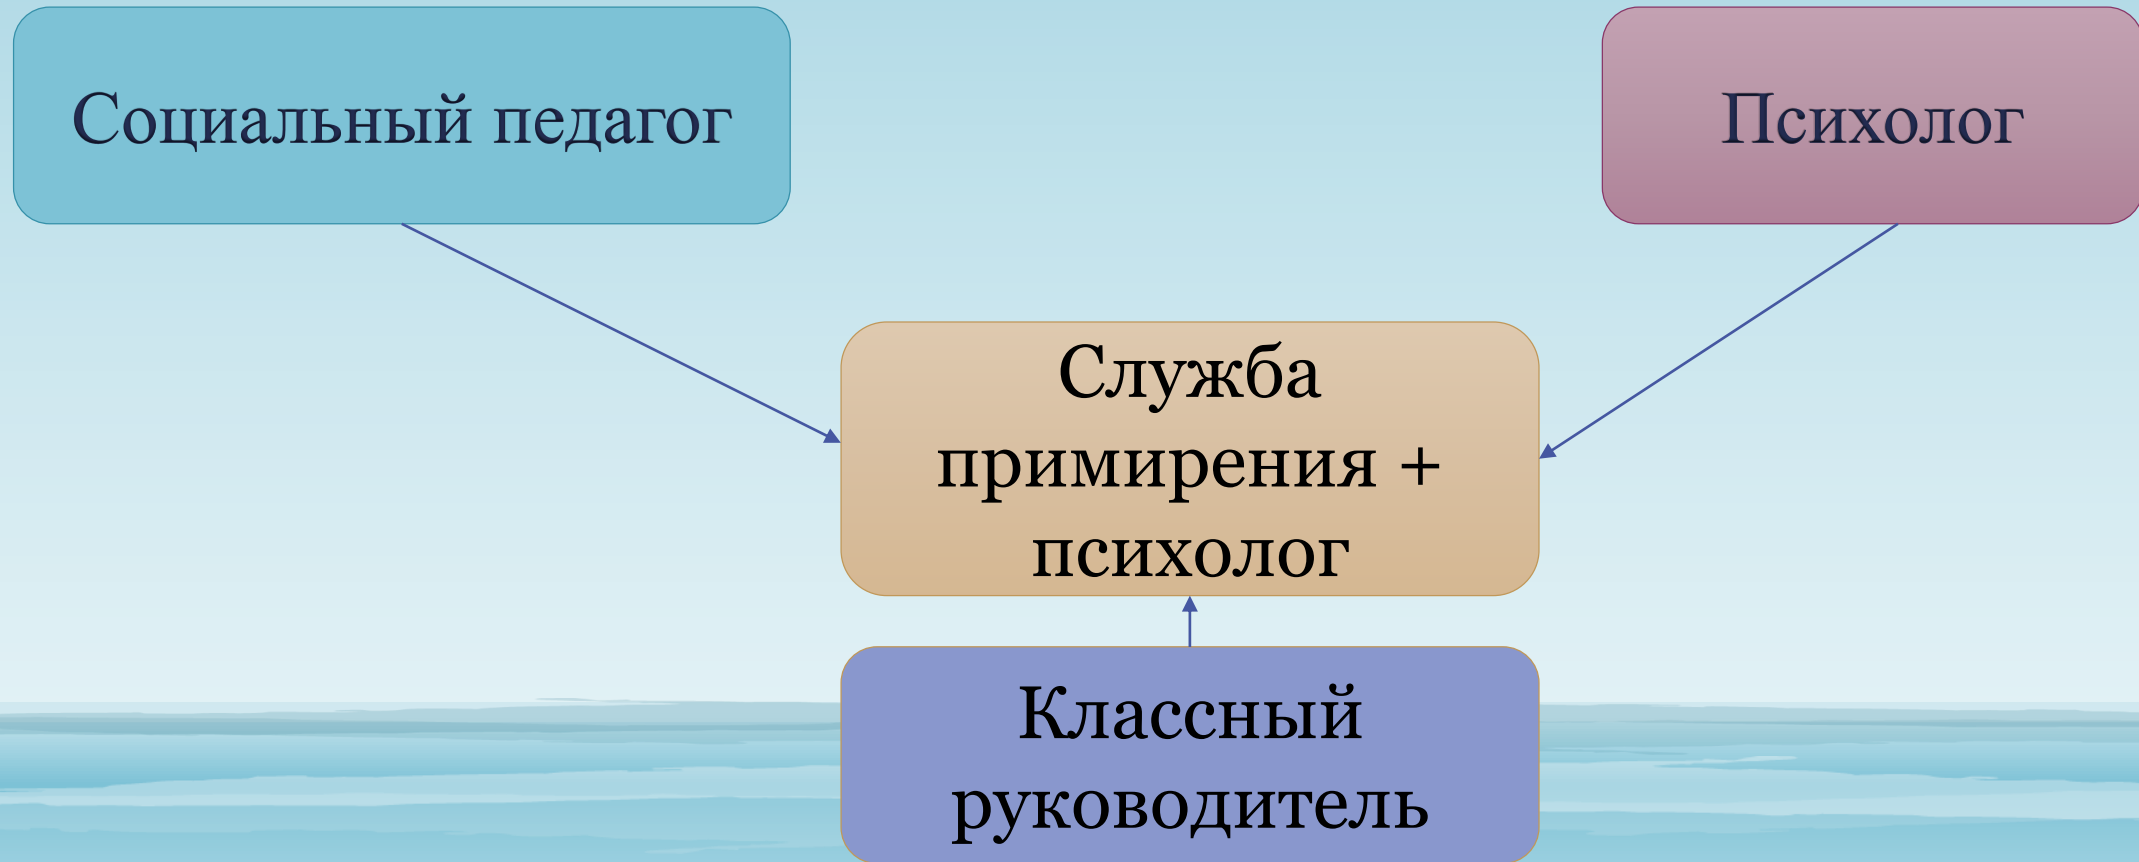 Социальный педагог
Психолог
Служба
примирения +
психолог
Классный
руководитель